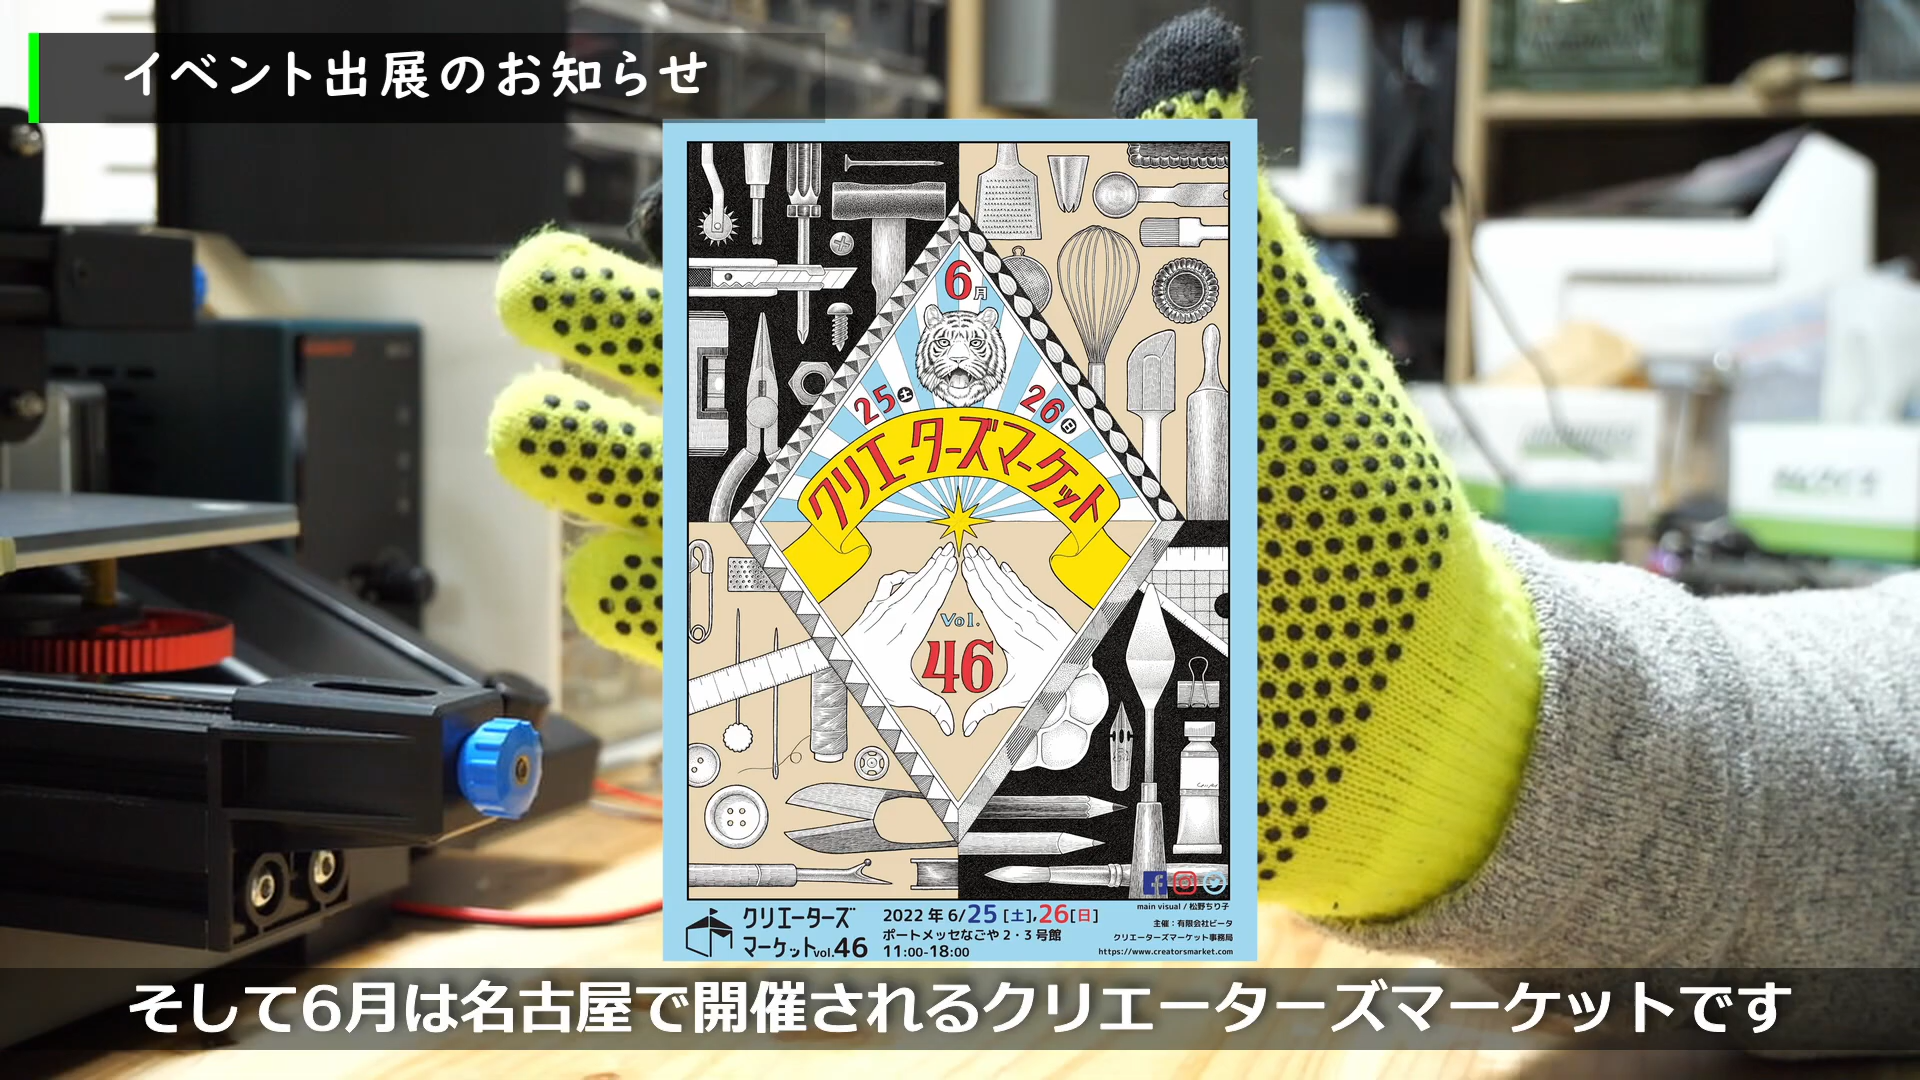 イベント出展のお知らせ
6月
25土
26日
クリエーターズマーケット
Vol.
46
クリエーターズ
マーケットvol.46
2022年6/25[土],26[日]
ポートメッセなごや2・3号館
11:00-18:00
main visual / 松野ちり子
主催：有限会社ビータ
クリエーターズマーケット事務局
https://www.creatorsmarket.com
そして6月は名古屋で開催されるクリエーターズマーケットです